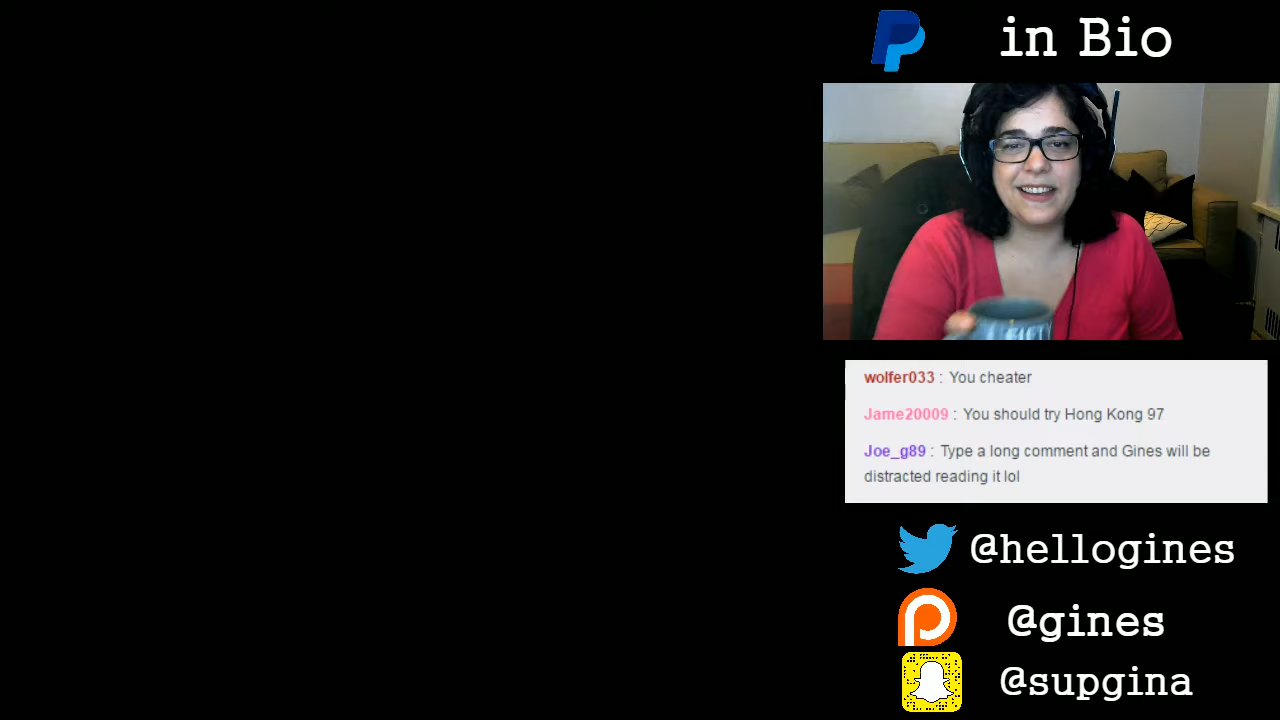 in Bio
wolfer033 : You cheater
Jame20009 : You should try Hong Kong 97
Joe_g89 : Type a long comment and Gines will be
distracted reading it lol
@hellogines
@gines
@supgina